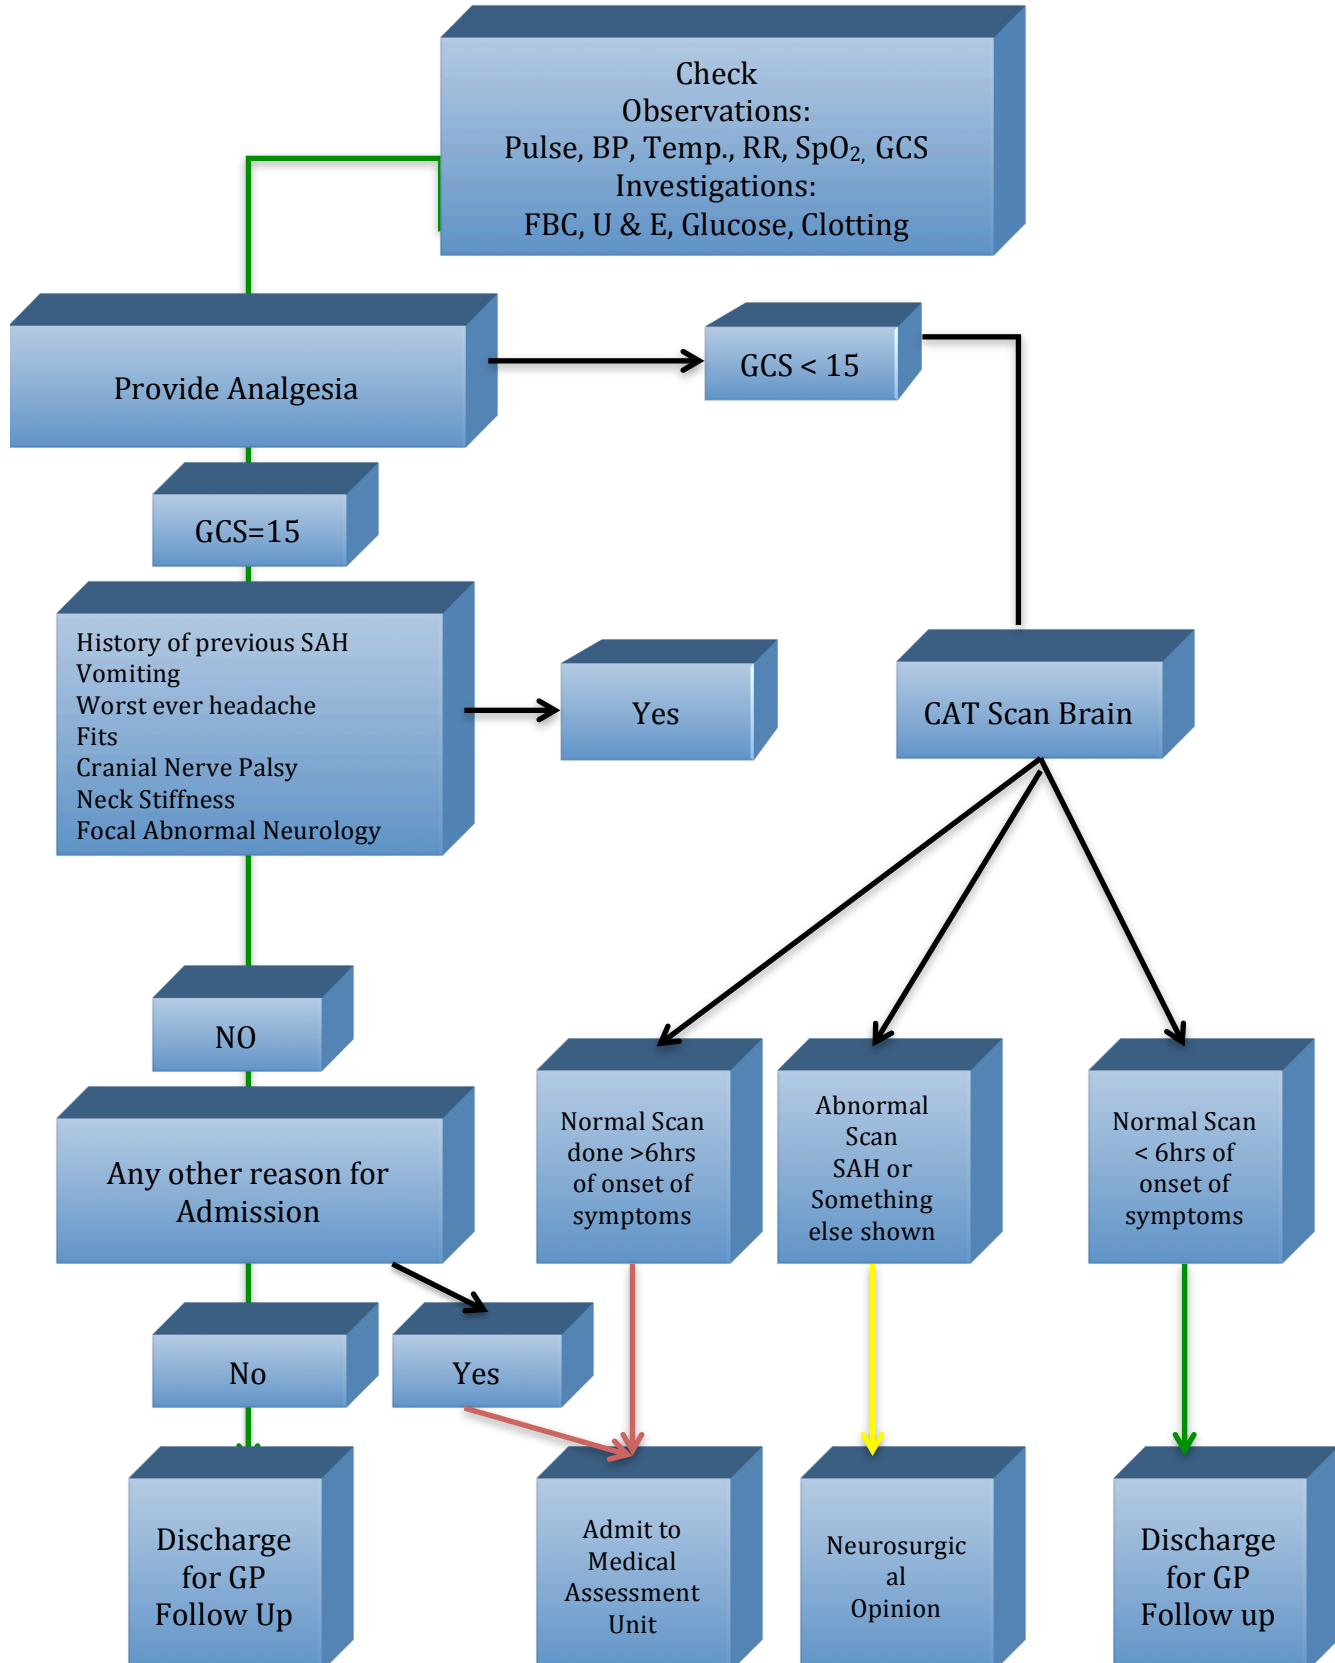 Check
Observations:
Pulse, BP, Temp., RR, SpO₂, GCS
Investigations:
FBC, U & E, Glucose, Clotting
Provide Analgesia
GCS < 15
GCS=15
History of previous SAH
Vomiting
Worst ever headache
Fits
Cranial Nerve Palsy
Neck Stiffness
Focal Abnormal Neurology
Yes
CAT Scan Brain
NO
Any other reason for
Admission
Normal Scan
done >6hrs
of onset of
symptoms
Abnormal
Scan
SAH or
Something
else shown
Normal Scan
< 6hrs of
onset of
symptoms
No
Yes
Discharge
for GP
Follow Up
Admit to
Medical
Assessment
Unit
Neurosurgic
al
Opinion
Discharge
for GP
Follow up